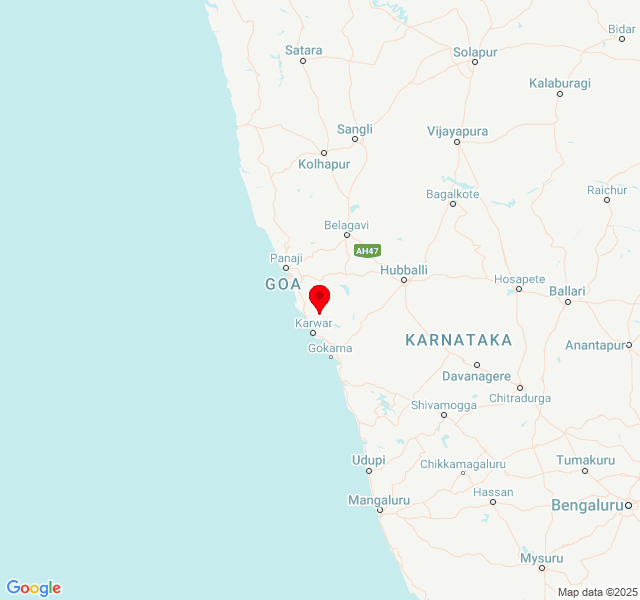 Bidar
Satara
Solapur
Kalaburagi
Sangli
Vijayapura
Kolhapur
Raichur
Bagalkote
Belagavi
AH47
Panaji
Hubballi
GOA
Hosapete
Ballari
Karwar
KARNATAKA
Anantapur
Gokarna
Davanagere
Chitradurga
Shivamogga
Udupi
Chikkamagaluru
Tumakuru
Hassan
Mangaluru
Bengaluru
Mysuru
Google
Map data ©2025